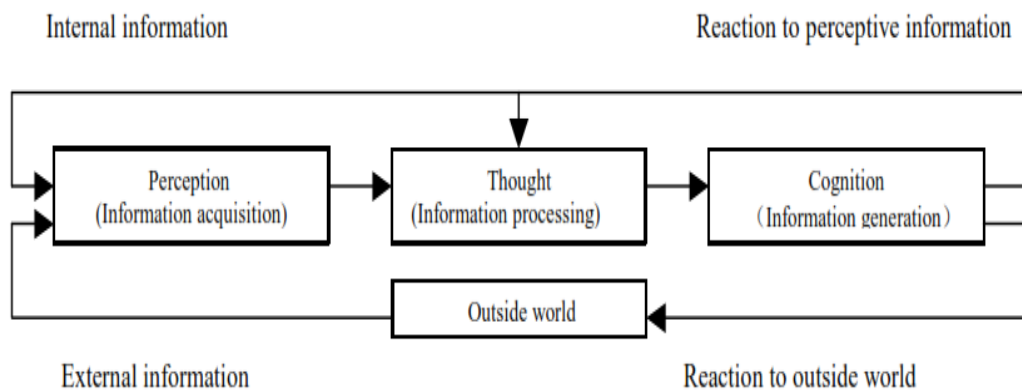 Internal information
Reaction to perceptive information
Perception
(Information acquisition)
Thought
(Information processing)
Cognition
（Information generation）
Outside world
External information
Reaction to outside world